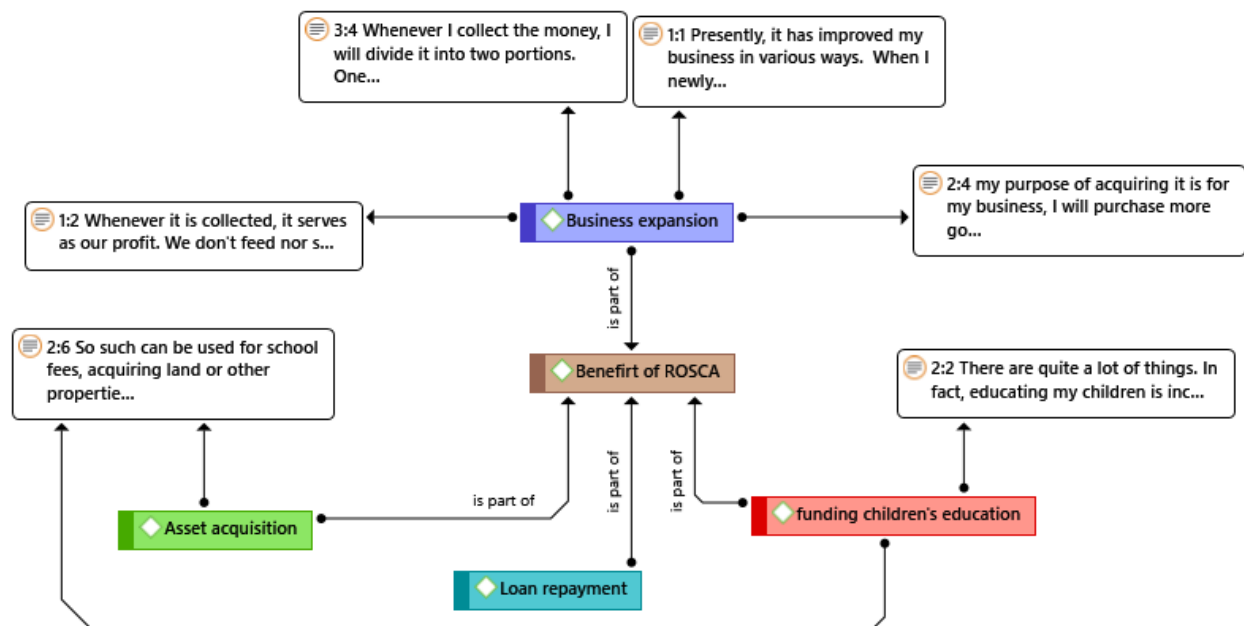 3:4 Whenever I collect the money, I
will divide it into two portions.
One...
1:1 Presently, it has improved my
business in various ways. When I
newly...
1:2 Whenever it is collected, it serves
as our profit. We don't feed nor s...
Business expansion
2:4 my purpose of acquiring it is for
my business, I will purchase more
go...
is part of
2:6 So such can be used for school
fees, acquiring land or other
propertie...
Benefirt of ROSCA
2:2 There are quite a lot of things. In
fact, educating my children is inc...
is part of
is part of
is part of
Asset acquisition
funding children's education
Loan repayment